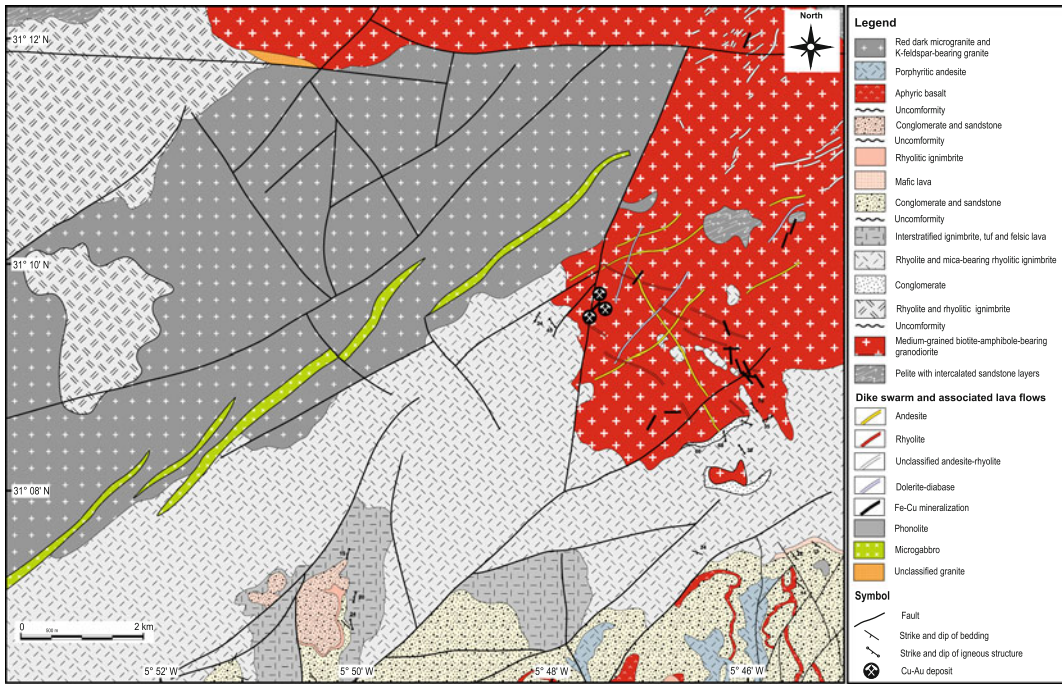 31° 12' N
31° 10' N
31° 08' N
North
0
500 m
2 km
5° 52' W
5° 50' W
5° 48' W
5° 46' W
Legend
Red dark microgranite and
K-feldspar-bearing granite
Porphyritic andesite
Aphyric basalt
Uncomformity
Conglomerate and sandstone
Uncomformity
Rhyolitic ignimbrite
Mafic lava
Conglomerate and sandstone
Uncomformity
Interstratified ignimbrite, tuf and felsic lava
Rhyolite and mica-bearing rhyolitic ignimbrite
Conglomerate
Rhyolite and rhyolitic ignimbrite
Uncomformity
Medium-grained biotite-amphibole-bearing
granodiorite
Pelite with intercalated sandstone layers
Dike swarm and associated lava flows
Andesite
Rhyolite
Unclassified andesite-rhyolite
Dolerite-diabase
Fe-Cu mineralization
Phonolite
Microgabbro
Unclassified granite
Symbol
Fault
Strike and dip of bedding
Strike and dip of igneous structure
Cu-Au deposit